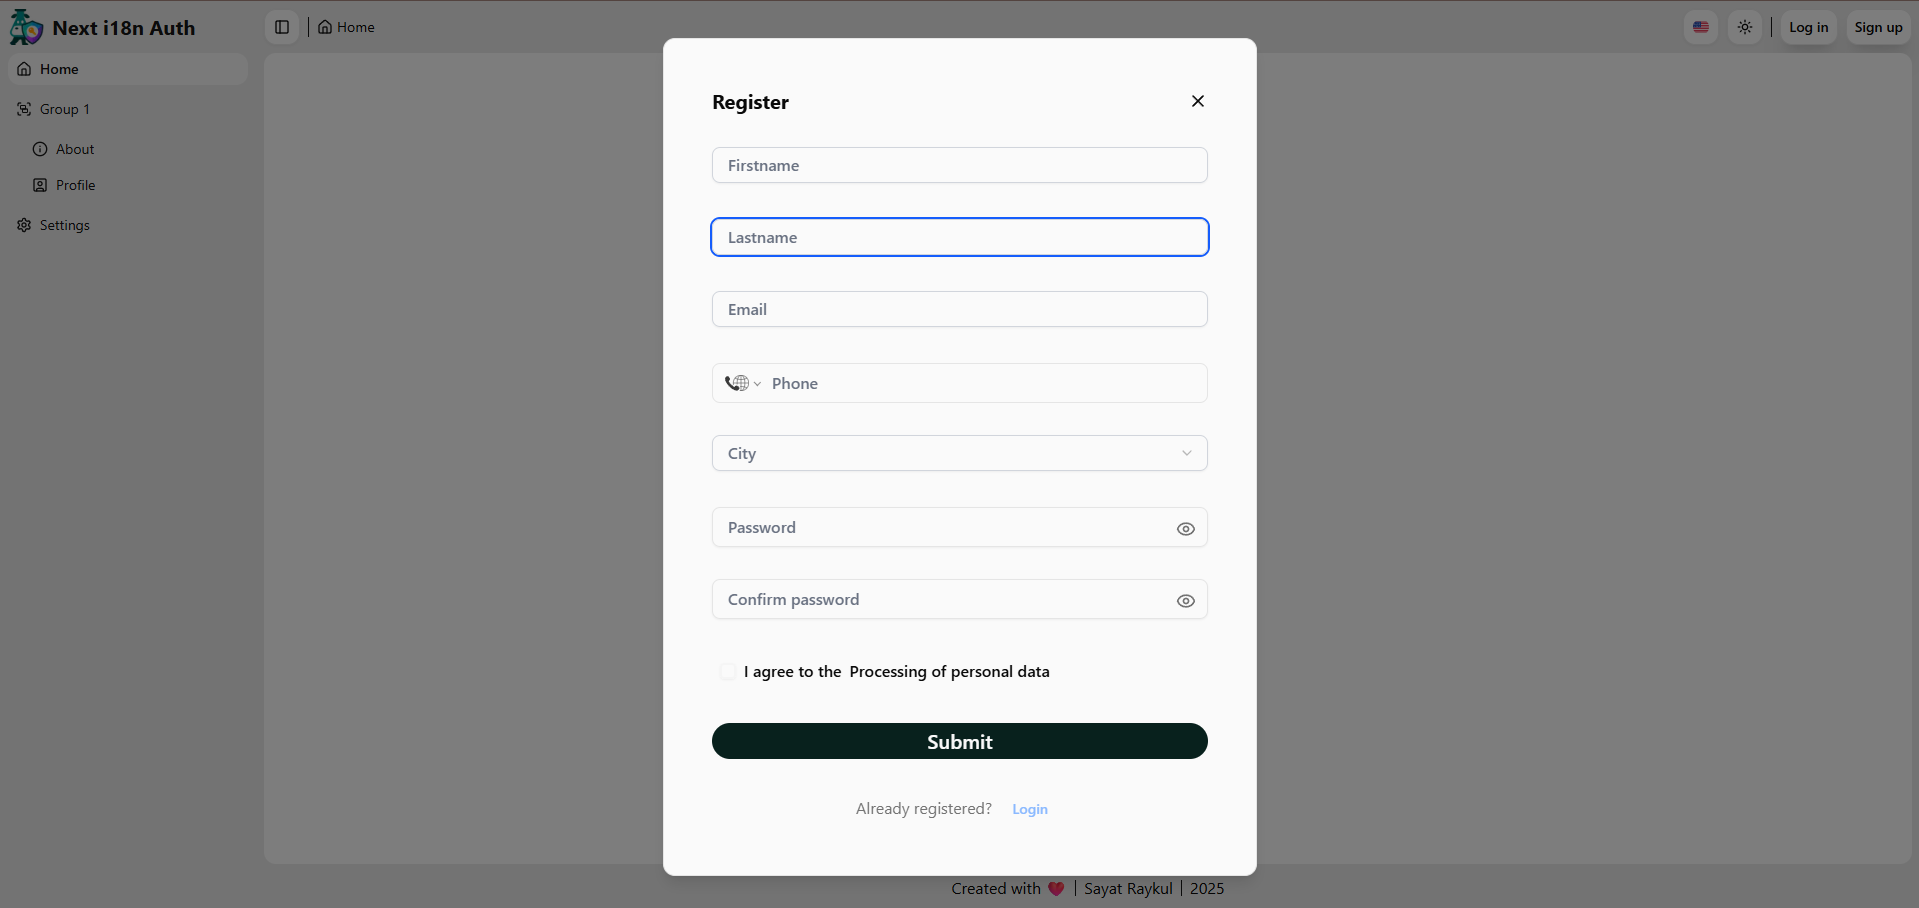 Next i18n Auth
Home
Log in
Sign up
Home
Group 1
About
Profile
Settings
Register
Firstname
Lastname
Email
Phone
City
Password
Confirm password
I agree to the Processing of personal data
Submit
Already registered? Login
Created with ❤️ | Sayat Raykul | 2025